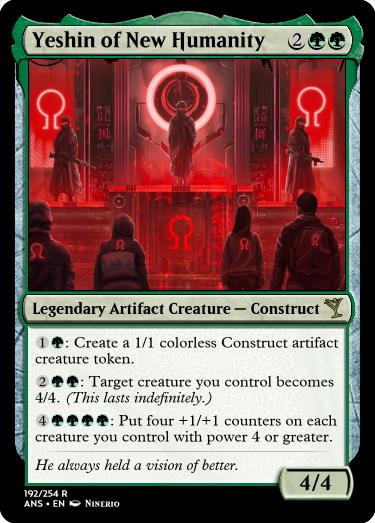 Yeshin of New Humanity 2
Ω Ω
Ω
Ω Ω
Legendary Artifact Creature — Construct
1 : Create a 1/1 colorless Construct artifact
creature token.
2 : Target creature you control becomes
4/4. (This lasts indefinitely.)
4 : Put four +1/+1 counters on each
creature you control with power 4 or greater.
He always held a vision of better.
4/4
192/254 R
ANS • EN Ninerio